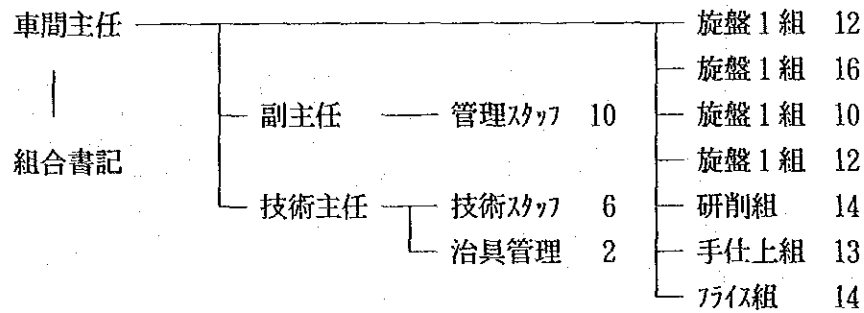 車間主任 旋盤1組 12
旋盤1組 16
副主任 管理スタッフ 10 旋盤1組 10
組合書記 旋盤1組 12
技術主任 技術スタッフ 6 研削組 14
治具管理 2 手仕上組 13
フライス組 14